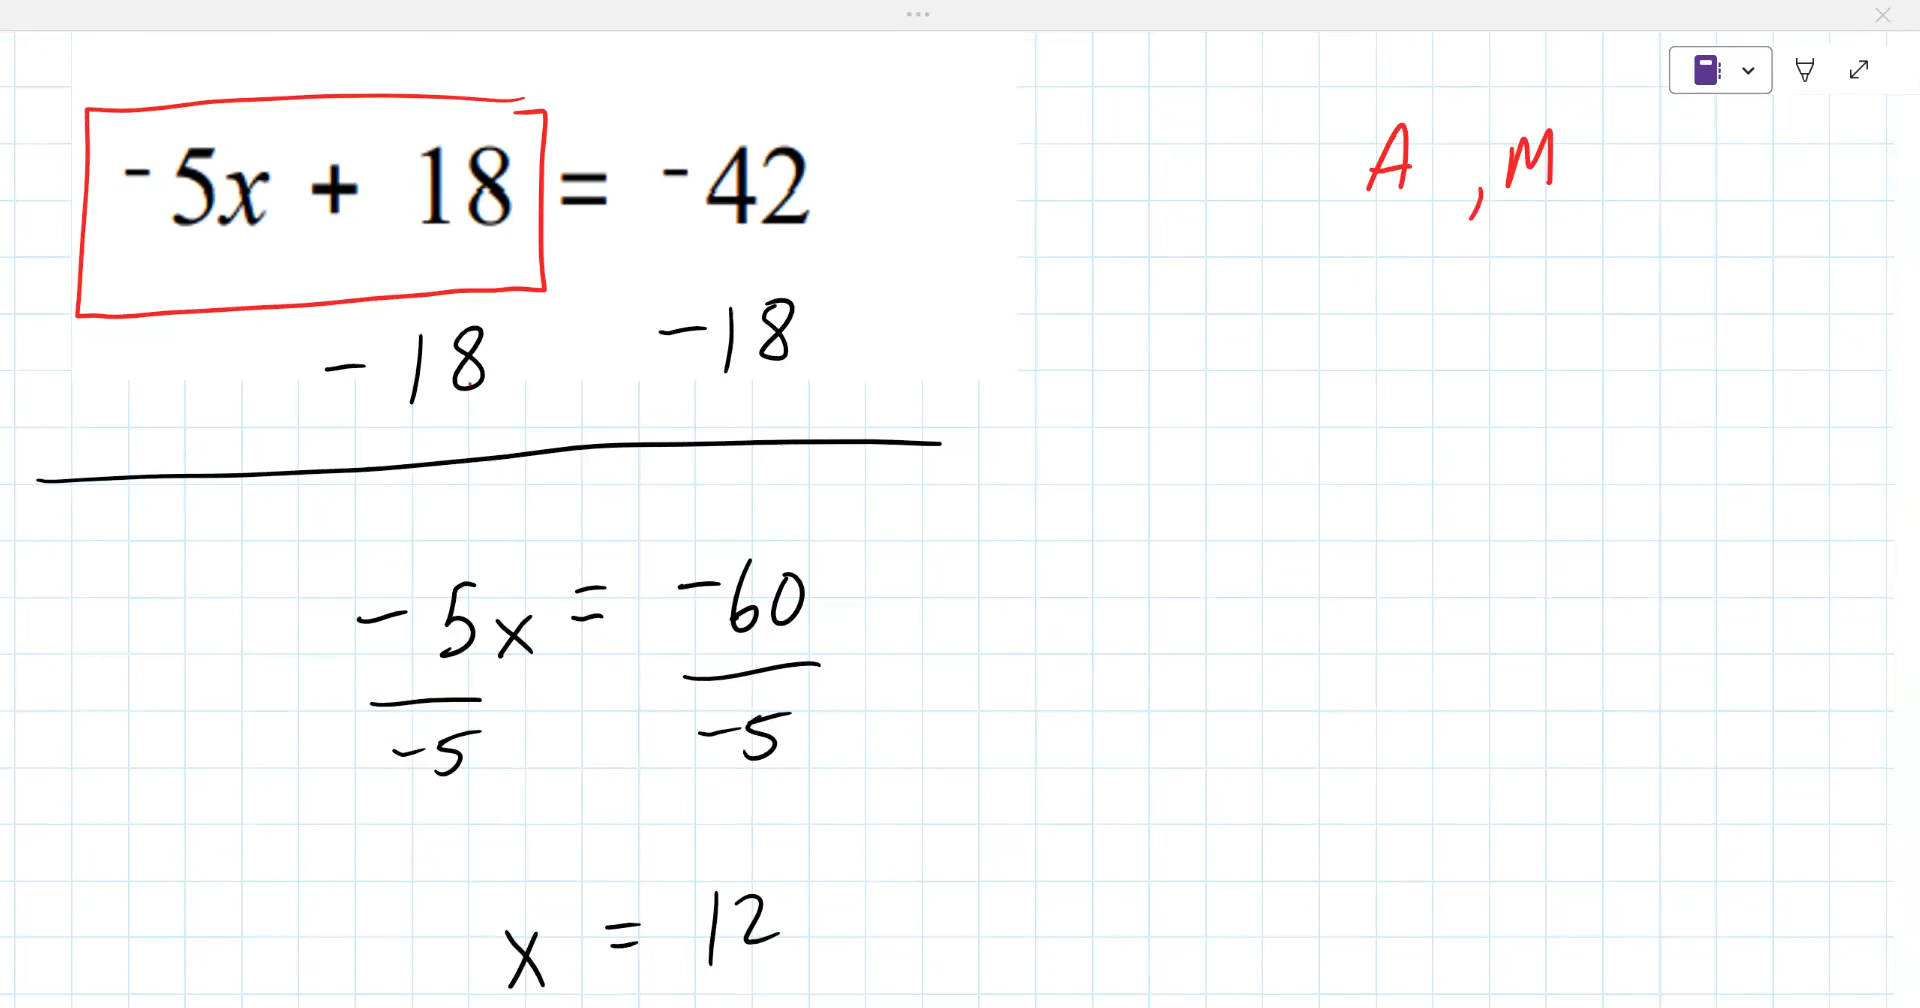 -5x + 18 = -42
A , M
- 18 -18
- 5x = -60
-5 -5
x = 12